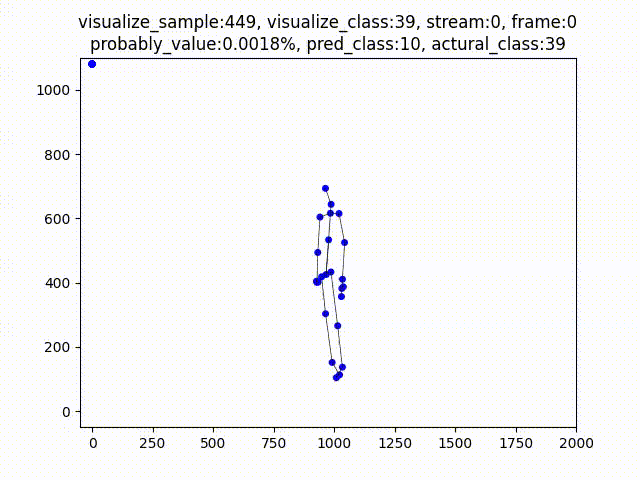 visualize_sample:449, visualize_class:39, stream:0, frame:0
probably_value:0.0018%, pred_class:10, actural_class:39
1000
800
600
400
200
0
0 250 500 750 1000 1250 1500 1750 2000